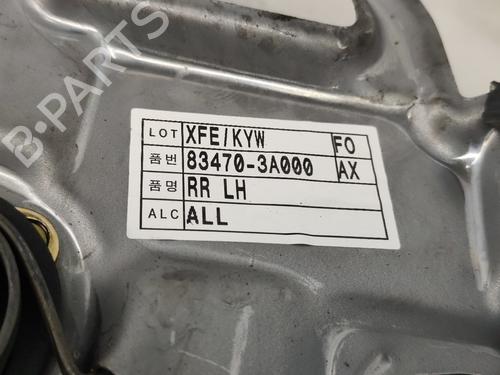 B-PARTS
LOT XFE/KYW FO
품번 83470-3A000 AX
품명 RR LH
ALC ALL